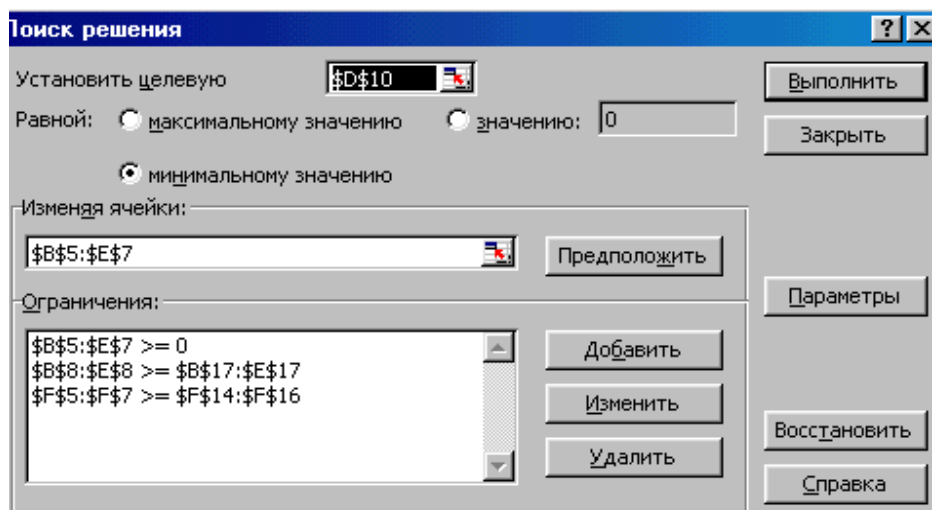 Поиск решения
Установить целевую $D$10
Выполнить
Равной: максимальному значению значению: 0
Закрыть
минимальному значению
Изменяя ячейки:
$B$5:$E$7 Предположить
Ограничения: Параметры
$B$5:$E$7 >= 0 Добавить
$B$8:$E$8 >= $B$17:$E$17
$F$5:$F$7 >= $F$14:$F$16 Изменить
Восстановить
Удалить
Справка